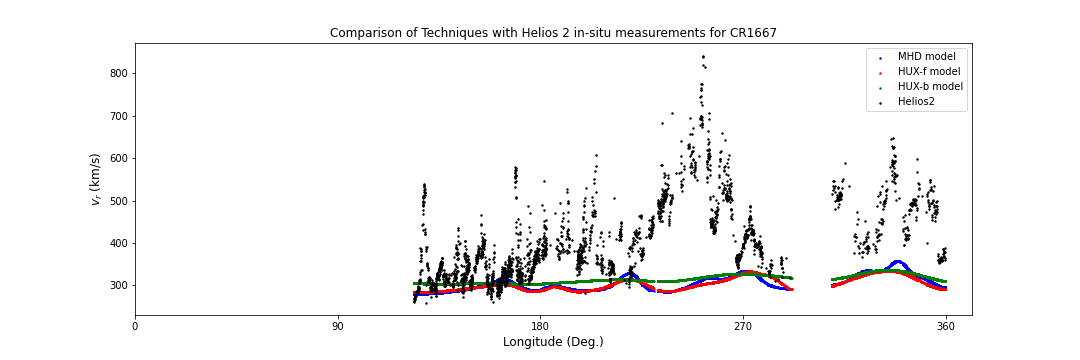 Comparison of Techniques with Helios 2 in-situ measurements for CR1667
MHD model
HUX-f model
HUX-b model
Helios2
800
700
600
500
400
300
v_r (km/s)
0
90
180
270
360
Longitude (Deg.)